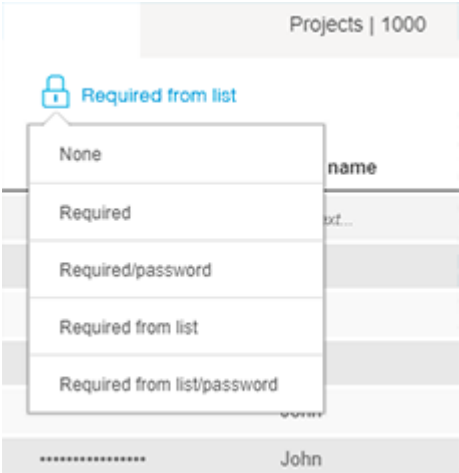 Projects | 1000
Required from list
None
name
Required
Required/password
Required from list
Required from list/password
John
****************
John